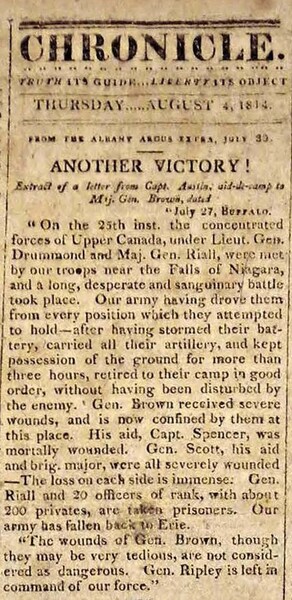 CHRONICLE.
TRUTH ITS GUIDE...LIBERTY ITS OBJECT
THURSDAY.....AUGUST 4, 1814.
FROM THE ALBANY ARGUS EXTRA, JULY 30.
ANOTHER VICTORY!
Extract of a letter from Capt. Austin, aid-de-camp to
Maj. Gen. Brown, dated
"July 27, BUFFALO.
"On the 25th inst. the concentrated
forces of Upper Canada, under Lieut. Gen.
Drummond and Maj. Gen. Riall, were met
by our troops near the Falls of Niagara,
and a long, desperate and sanguinary battle
took place. Our army having drove them
from every position which they attempted
to hold—after having stormed their bat-
tery, carried all their artillery, and kept
possession of the ground for more than
three hours, retired to their camp in good
order, without having been disturbed by
the enemy. Gen. Brown received severe
wounds, and is now confined by them at
this place. His aid, Capt. Spencer, was
mortally wounded. Gen. Scott, his aid
and brig. major, were all severely wounded
—The loss on each side is immense. Gen.
Riall and 20 officers of rank, with about
200 privates, are taken prisoners. Our
army has fallen back to Erie.
"The wounds of Gen. Brown, though
they may be very tedious, are not consid-
ered as dangerous. Gen. Ripley is left in
command of our force."